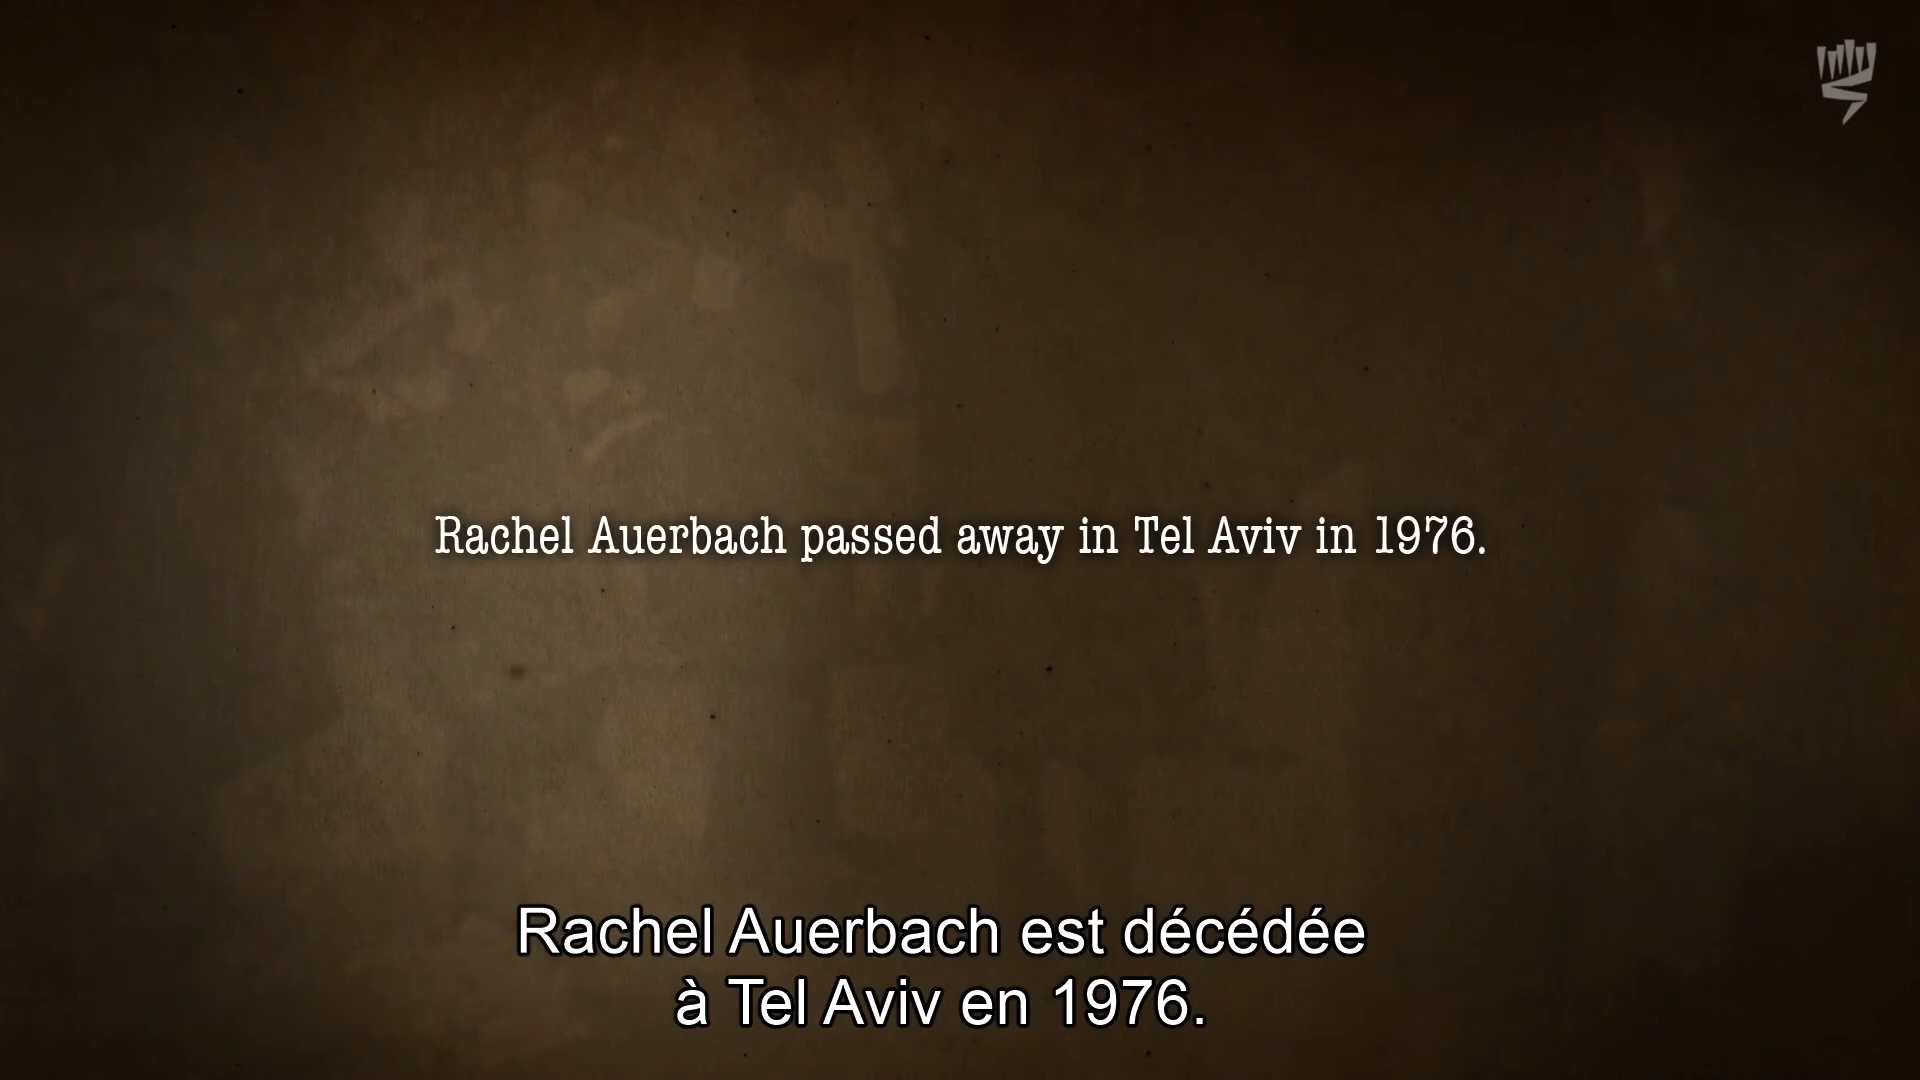 Rachel Auerbach passed away in Tel Aviv in 1976.
Rachel Auerbach est décédée
à Tel Aviv en 1976.